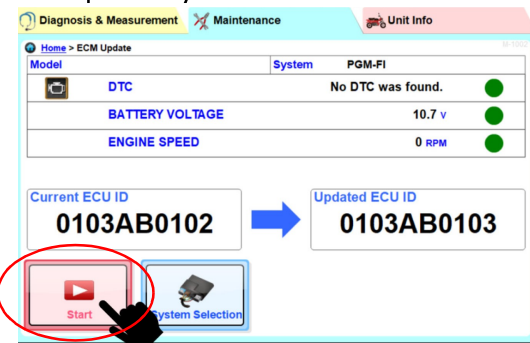 Diagnosis & Measurement Maintenance Unit Info
Home > ECM Update
Model System PGM-FI
DTC No DTC was found.
BATTERY VOLTAGE 10.7 V
ENGINE SPEED 0 RPM
Current ECU ID Updated ECU ID
0103AB0102 0103AB0103
Start System Selection